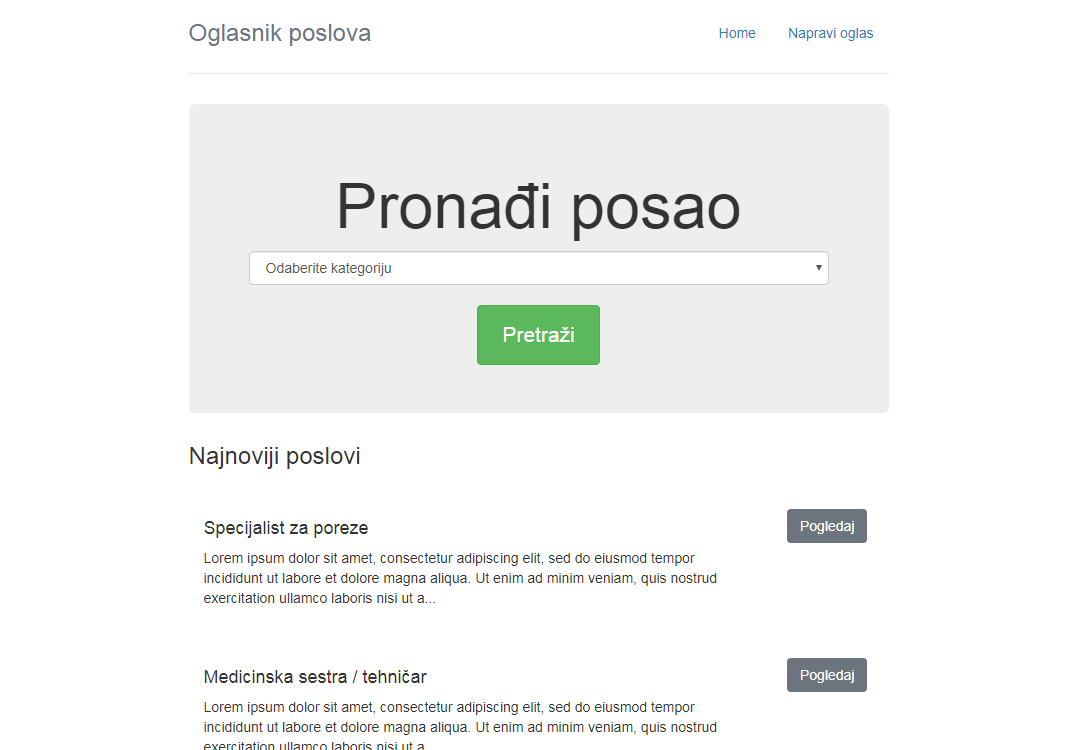 Oglasnik poslova
Home
Napravi oglas
Pronađi posao
Odaberite kategoriju
Pretraži
Najnoviji poslovi
Specijalist za poreze
Pogledaj
Lorem ipsum dolor sit amet, consectetur adipiscing elit, sed do eiusmod tempor
incididunt ut labore et dolore magna aliqua. Ut enim ad minim veniam, quis nostrud
exercitation ullamco laboris nisi ut a...
Medicinska sestra / tehničar
Pogledaj
Lorem ipsum dolor sit amet, consectetur adipiscing elit, sed do eiusmod tempor
incididunt ut labore et dolore magna aliqua. Ut enim ad minim veniam, quis nostrud
exercitation ullamco laboris nisi ut a